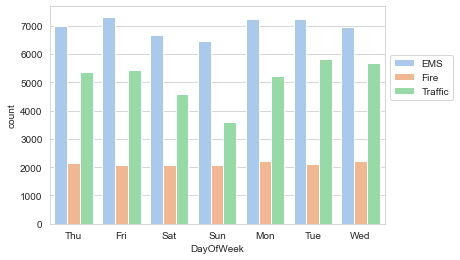 7000
6000
5000
4000
3000
2000
1000
0
count
Thu Fri Sat Sun Mon Tue Wed
DayOfWeek
EMS
Fire
Traffic